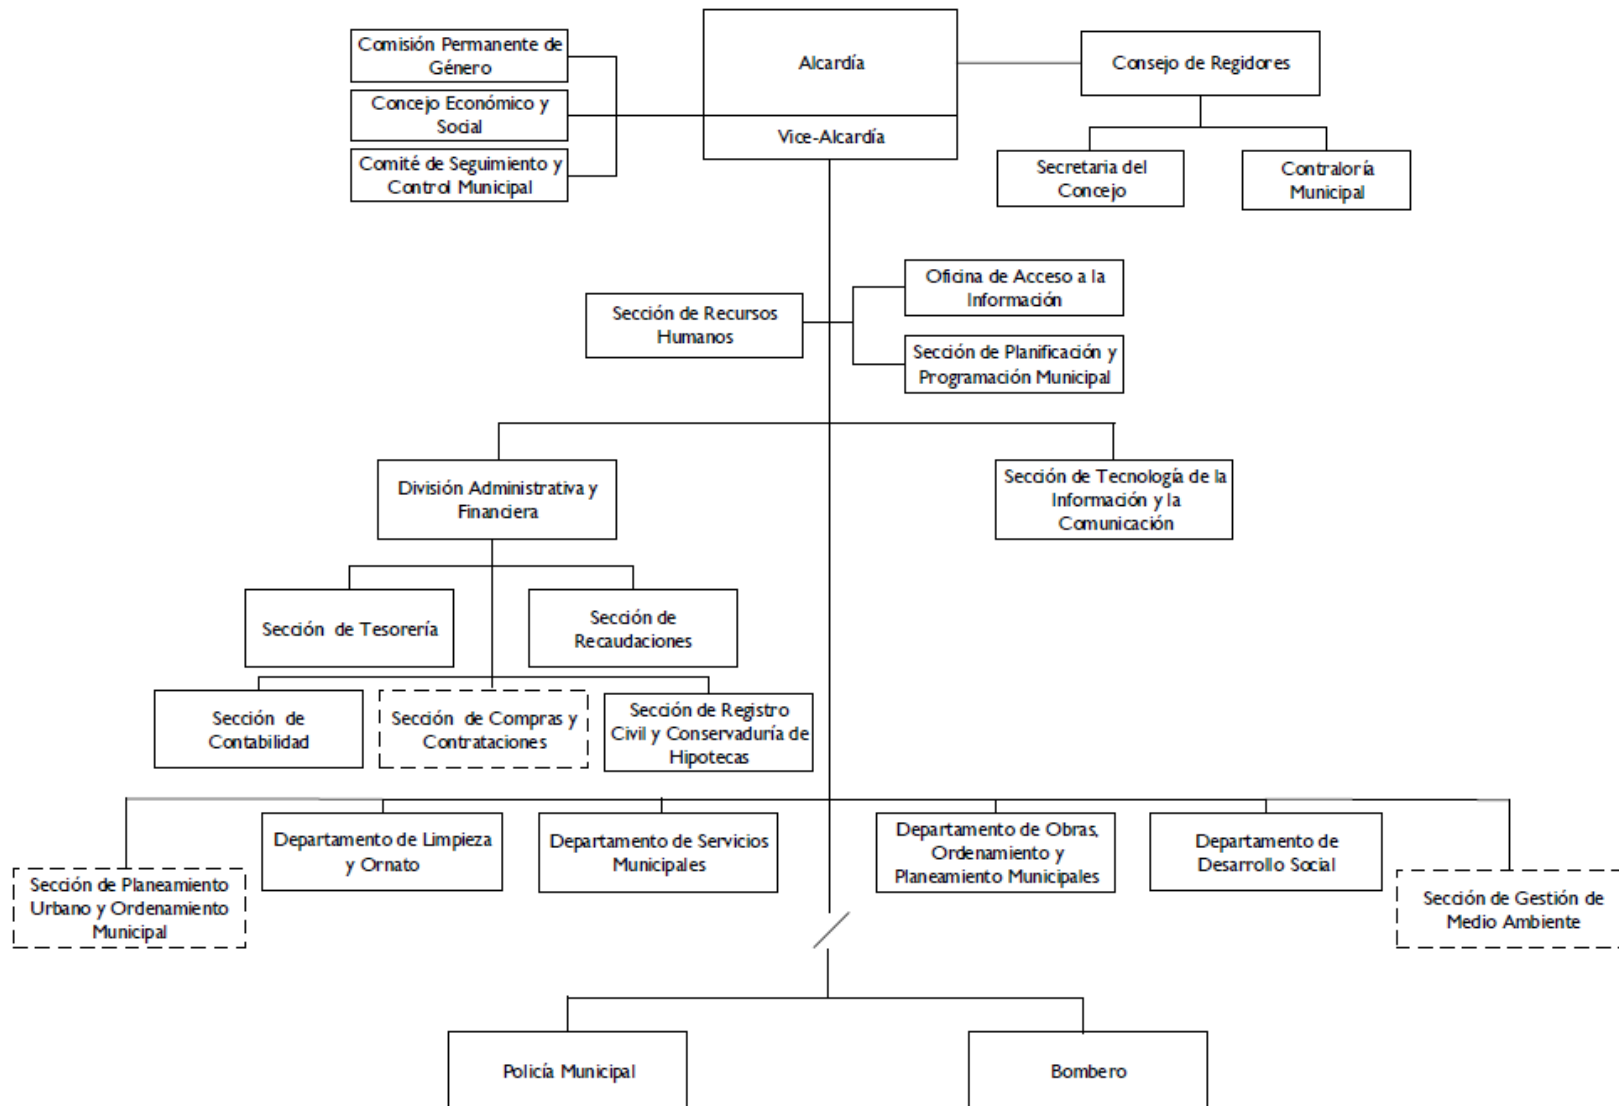 Comisión Permanente de
Género
Alcardía
Consejo de Regidores
Concejo Económico y
Social
Vice-Alcardía
Comité de Seguimiento y
Control Municipal
Secretaria del
Concejo
Contraloría
Municipal
Oficina de Acceso a la
Información
Sección de Recursos
Humanos
Sección de Planificación y
Programación Municipal
División Administrativa y
Financiera
Sección de Tecnología de la
Información y la
Comunicación
Sección de Tesorería
Sección de
Recaudaciones
Sección de
Contabilidad
Sección de Compras y
Contrataciones
Sección de Registro
Civil y Conservaduría de
Hipotecas
Sección de Planeamiento
Urbano y Ordenamiento
Municipal
Departamento de Limpieza
y Ornato
Departamento de Servicios
Municipales
Departamento de Obras,
Ordenamiento y
Planeamiento Municipales
Departamento de
Desarrollo Social
Sección de Gestión de
Medio Ambiente
Policía Municipal
Bombero